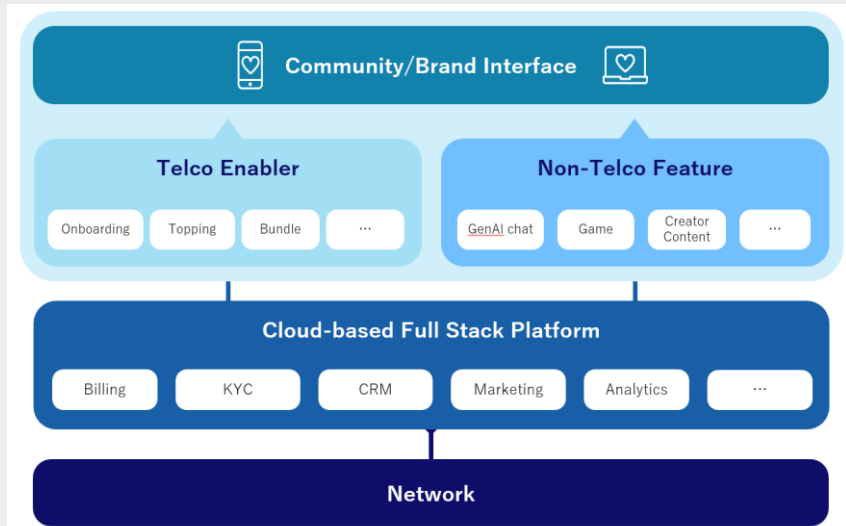 Community/Brand Interface
Telco Enabler
Onboarding
Topping
Bundle
…
Non-Telco Feature
GenAI chat
Game
Creator
Content
…
Cloud-based Full Stack Platform
Billing
KYC
CRM
Marketing
Analytics
…
Network